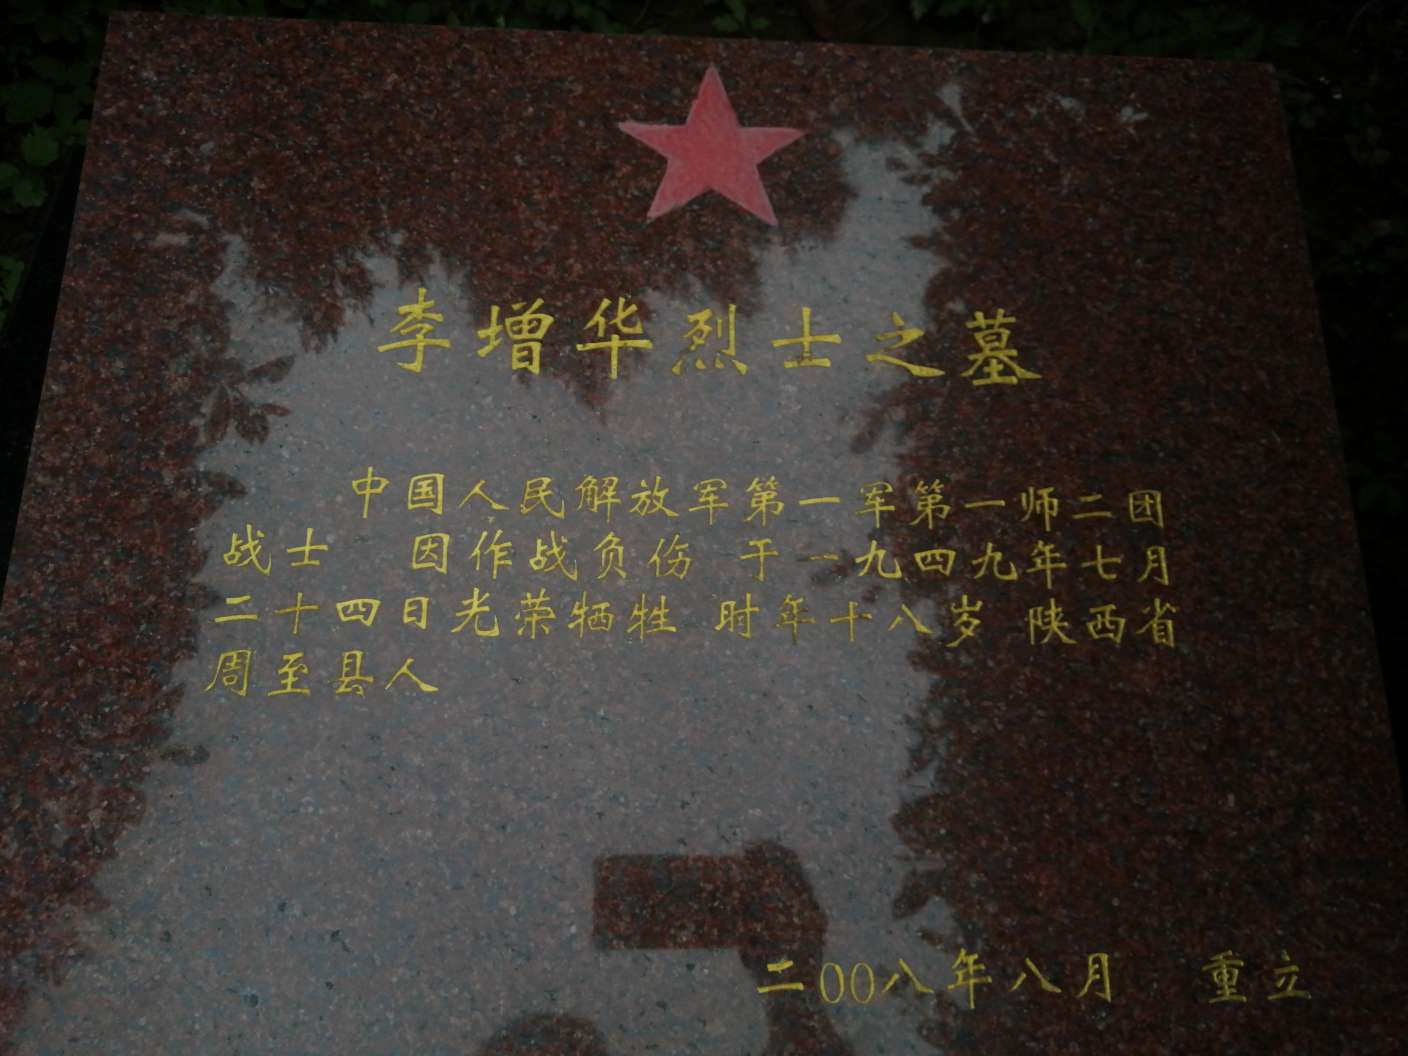 李增华烈士之墓
中国人民解放军第一军第一师二团
战士 因作战负伤 于一九四九年七月
二十四日光荣牺牲 时年十八岁 陕西省
周至县人
二00八年八月 重立